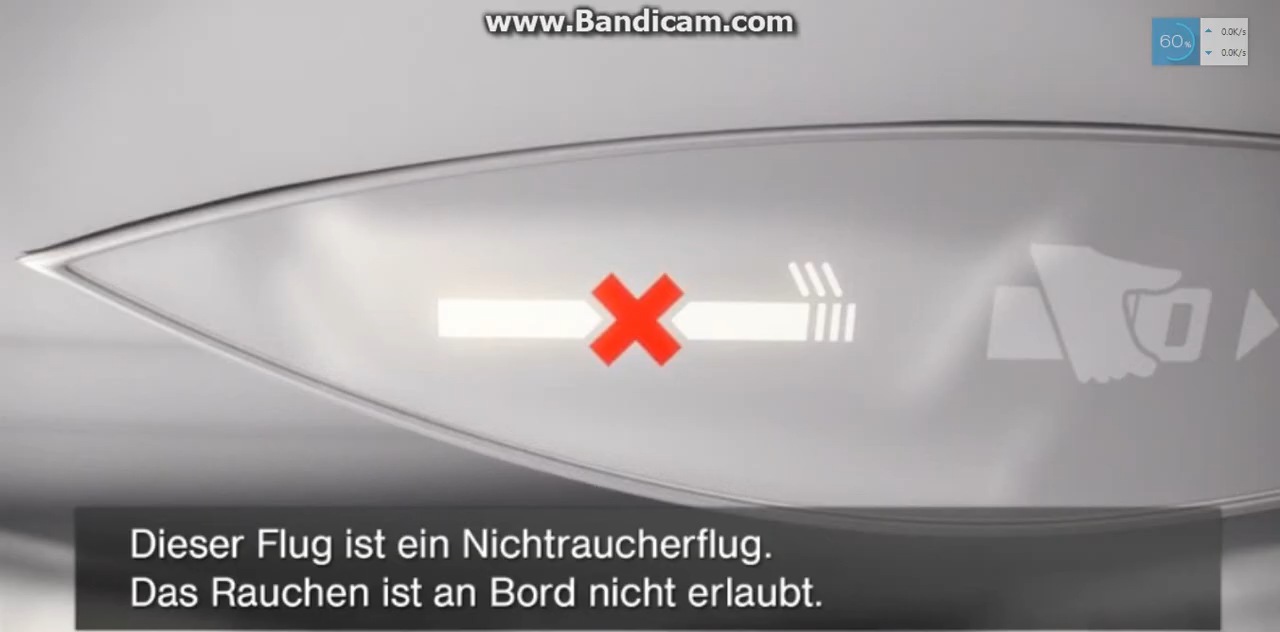 www.Bandicam.com
60%
0.0K/s
0.0K/s
Dieser Flug ist ein Nichtraucherflug.
Das Rauchen ist an Bord nicht erlaubt.